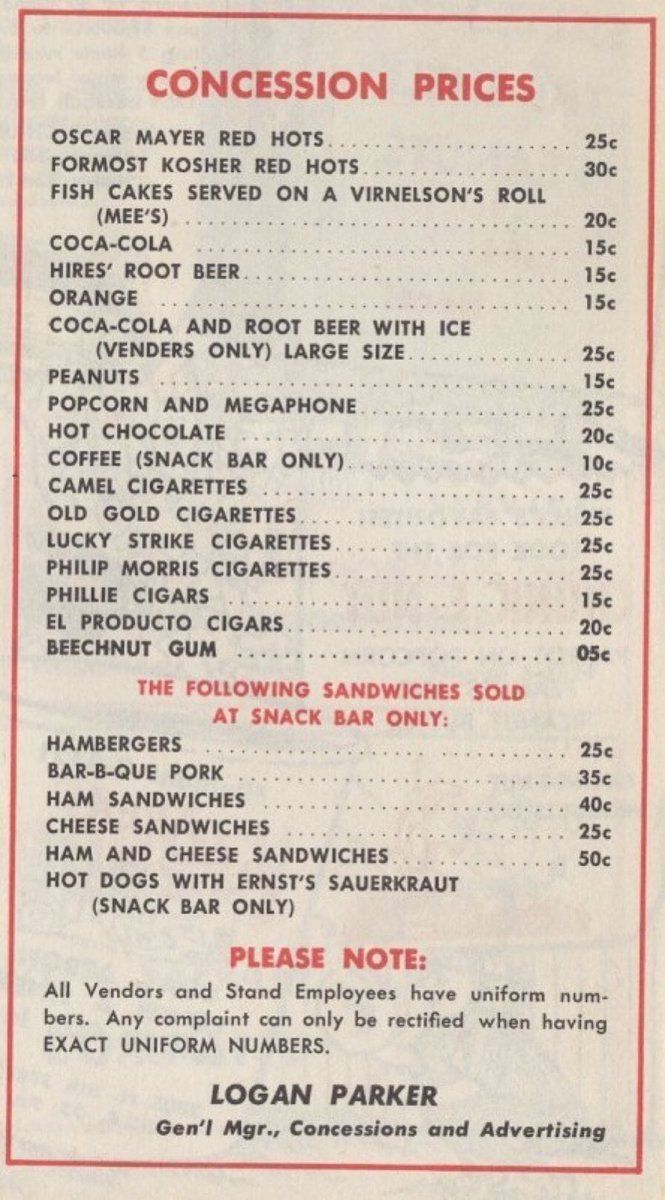 CONCESSION PRICES
OSCAR MAYER RED HOTS ..................... 25c
FORMOST KOSHER RED HOTS .................. 30c
FISH CAKES SERVED ON A VIRNELSON'S ROLL
(MEE'S) .................................. 20c
COCA-COLA ................................ 15c
HIRES' ROOT BEER ......................... 15c
ORANGE ................................... 15c
COCA-COLA AND ROOT BEER WITH ICE
(VENDERS ONLY) LARGE SIZE ................ 25c
PEANUTS .................................. 15c
POPCORN AND MEGAPHONE .................... 25c
HOT CHOCOLATE ............................ 20c
COFFEE (SNACK BAR ONLY) .................. 10c
CAMEL CIGARETTES ......................... 25c
OLD GOLD CIGARETTES ...................... 25c
LUCKY STRIKE CIGARETTES .................. 25c
PHILIP MORRIS CIGARETTES ................. 25c
PHILLIE CIGARS ........................... 15c
EL PRODUCTO CIGARS ....................... 20c
BEECHNUT GUM ............................. 05c
THE FOLLOWING SANDWICHES SOLD
AT SNACK BAR ONLY:
HAMBERGERS ............................... 25c
BAR-B-QUE PORK ........................... 35c
HAM SANDWICHES ........................... 40c
CHEESE SANDWICHES ........................ 25c
HAM AND CHEESE SANDWICHES ................ 50c
HOT DOGS WITH ERNST'S SAUERKRAUT
(SNACK BAR ONLY)
PLEASE NOTE:
All Vendors and Stand Employees have uniform num-
bers. Any complaint can only be rectified when having
EXACT UNIFORM NUMBERS.
LOGAN PARKER
Gen'l Mgr., Concessions and Advertising